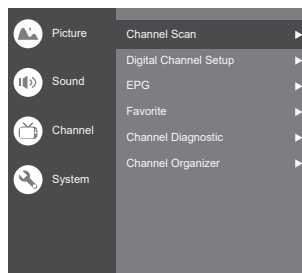 Picture
Sound
Channel
System
Channel Scan
Digital Channel Setup
EPG
Favorite
Channel Diagnostic
Channel Organizer